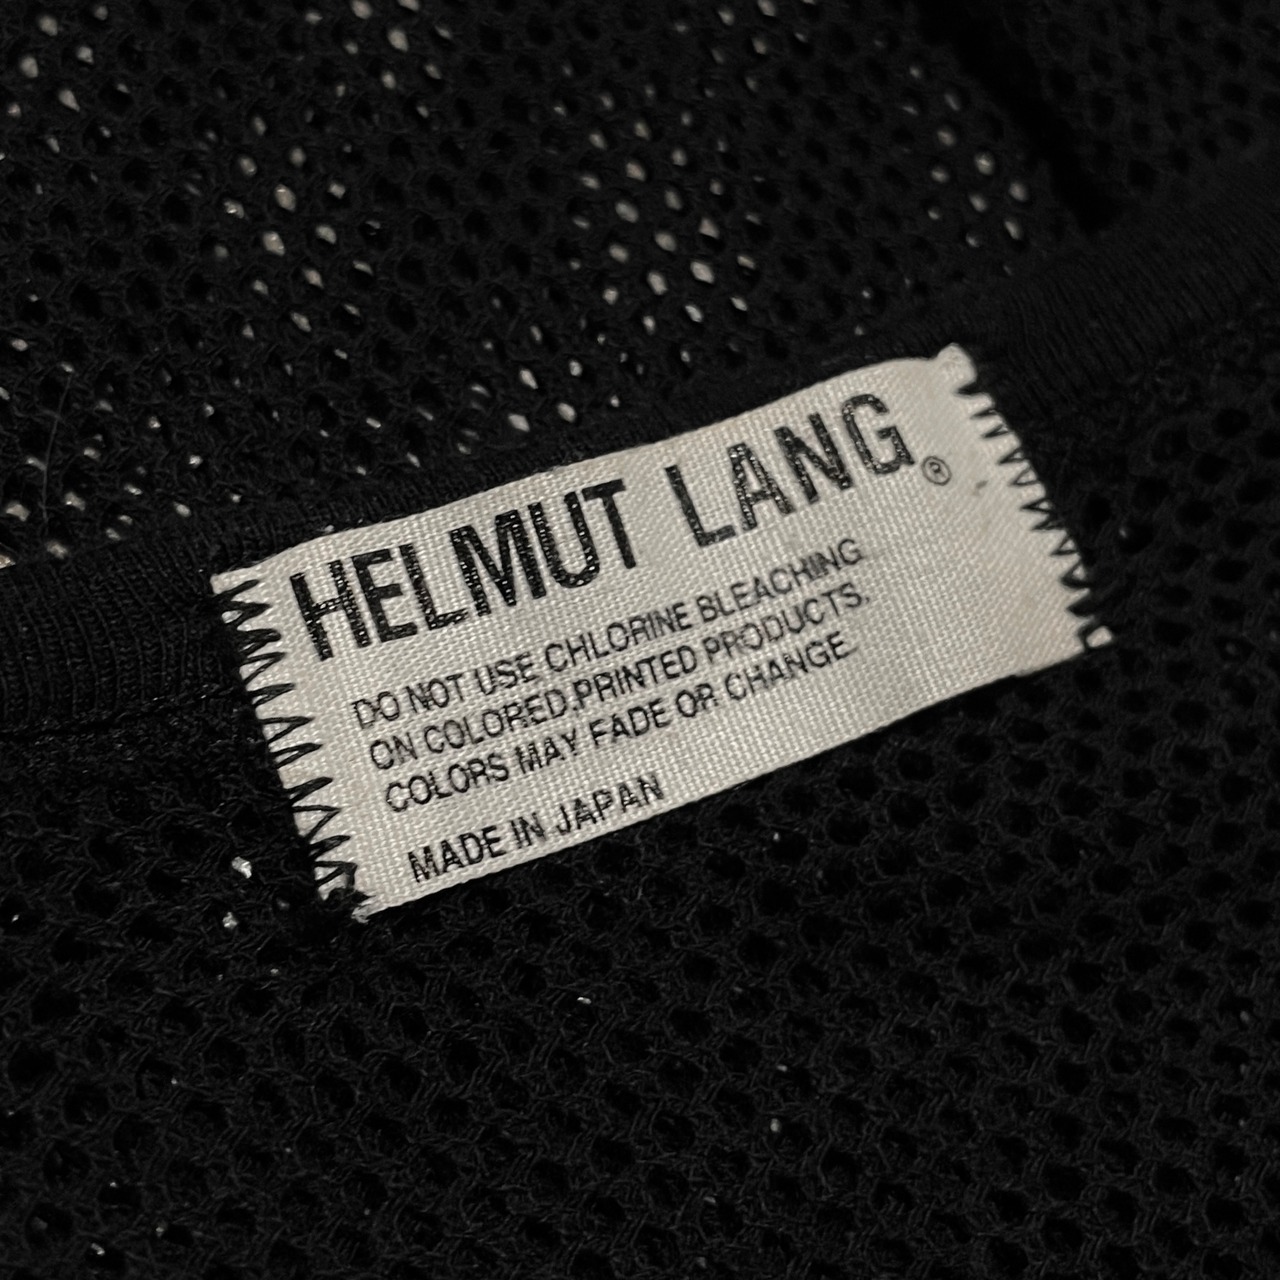 HELMUT LANG®
DO NOT USE CHLORINE BLEACHING
ON COLORED.PRINTED PRODUCTS.
COLORS MAY FADE OR CHANGE.
MADE IN JAPAN